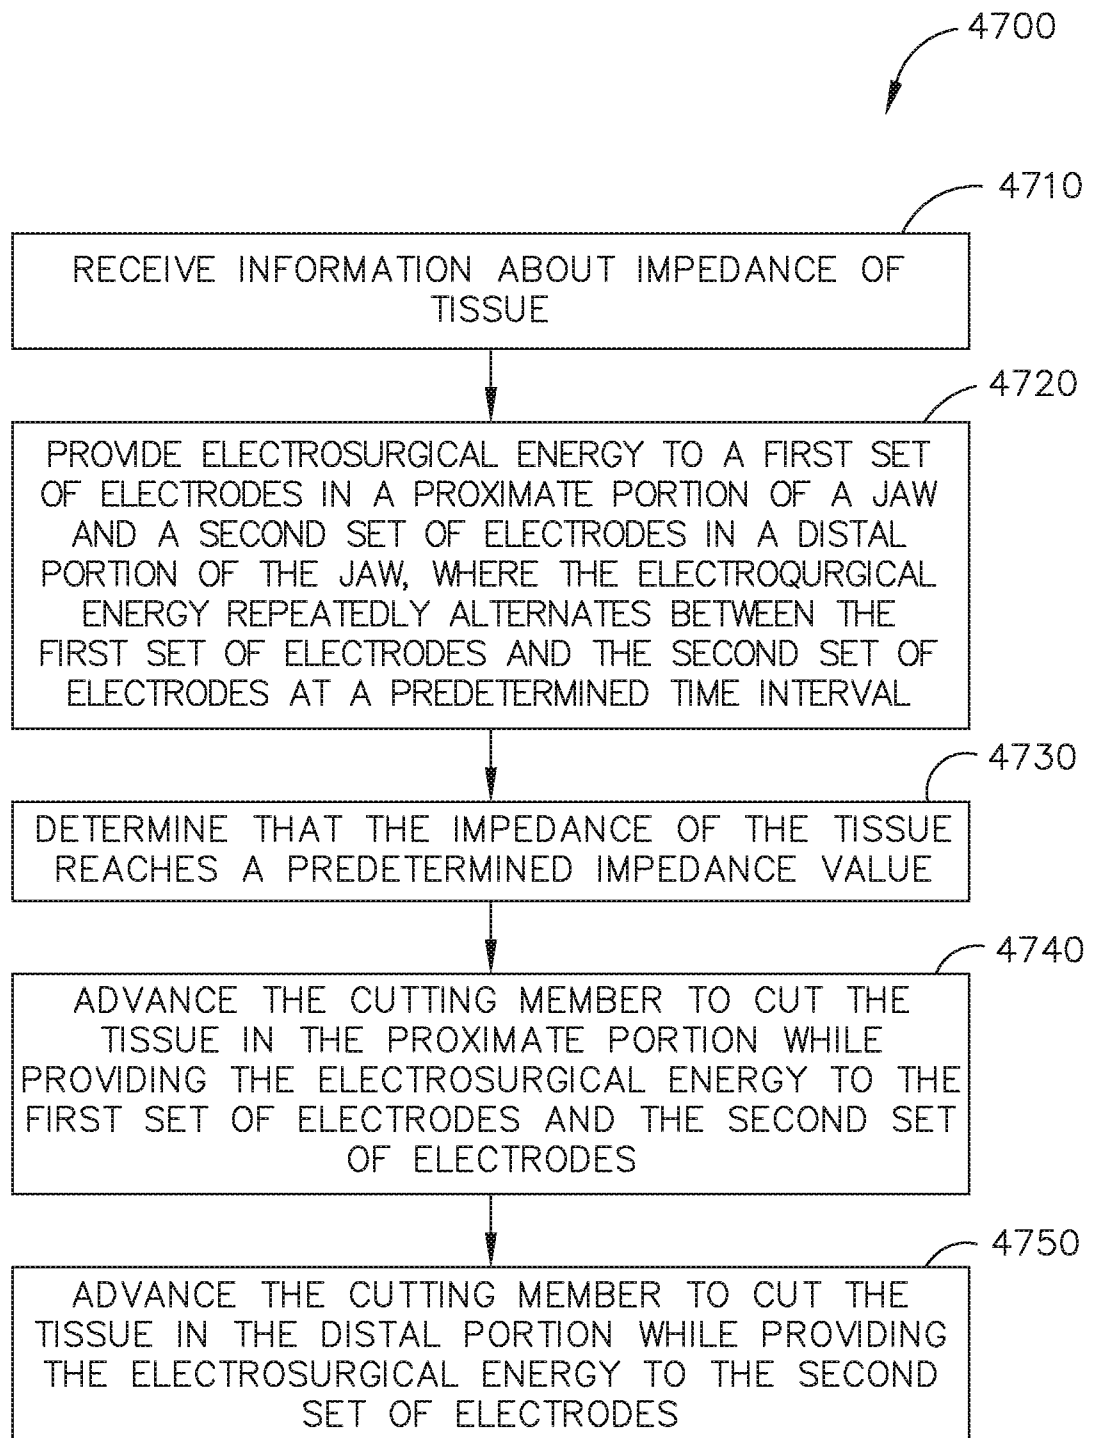 4700
4710
RECEIVE INFORMATION ABOUT IMPEDANCE OF
TISSUE
4720
PROVIDE ELECTROSURGICAL ENERGY TO A FIRST SET
OF ELECTRODES IN A PROXIMATE PORTION OF A JAW
AND A SECOND SET OF ELECTRODES IN A DISTAL
PORTION OF THE JAW, WHERE THE ELECTROQURGICAL
ENERGY REPEATEDLY ALTERNATES BETWEEN THE
FIRST SET OF ELECTRODES AND THE SECOND SET OF
ELECTRODES AT A PREDETERMINED TIME INTERVAL
4730
DETERMINE THAT THE IMPEDANCE OF THE TISSUE
REACHES A PREDETERMINED IMPEDANCE VALUE
4740
ADVANCE THE CUTTING MEMBER TO CUT THE
TISSUE IN THE PROXIMATE PORTION WHILE
PROVIDING THE ELECTROSURGICAL ENERGY TO THE
FIRST SET OF ELECTRODES AND THE SECOND SET
OF ELECTRODES
4750
ADVANCE THE CUTTING MEMBER TO CUT THE
TISSUE IN THE DISTAL PORTION WHILE PROVIDING
THE ELECTROSURGICAL ENERGY TO THE SECOND
SET OF ELECTRODES